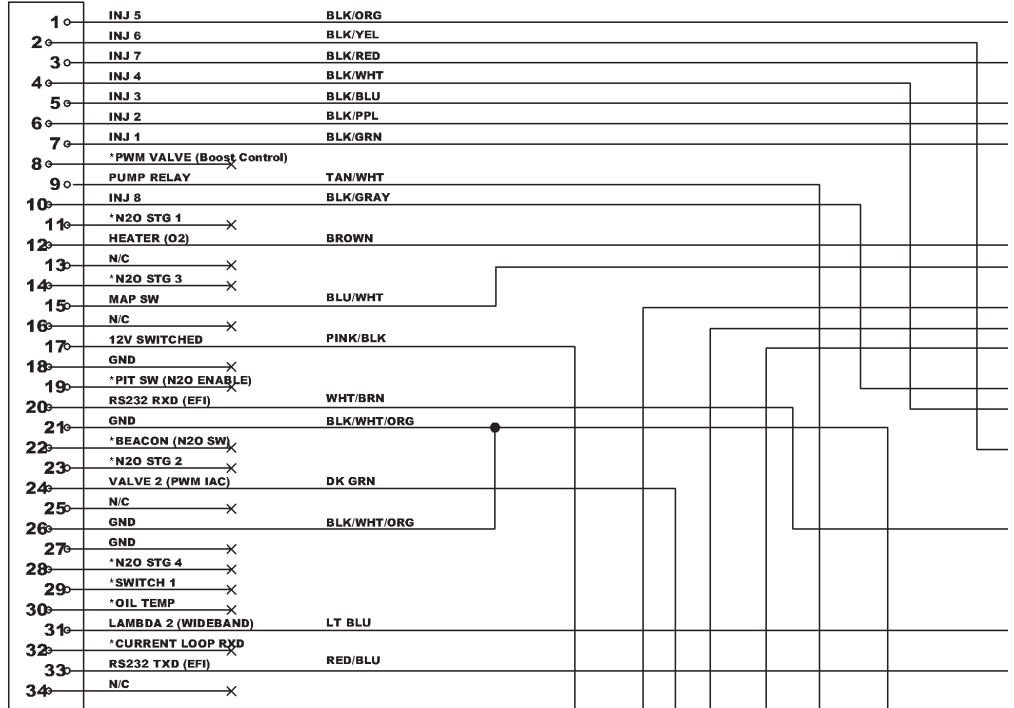 1 INJ 5 BLK/ORG
2 INJ 6 BLK/YEL
3 INJ 7 BLK/RED
4 INJ 4 BLK/WHT
5 INJ 3 BLK/BLU
6 INJ 2 BLK/PPL
7 INJ 1 BLK/GRN
8 *PWM VALVE (Boost Control)
9 PUMP RELAY TAN/WHT
10 INJ 8 BLK/GRAY
11 *N2O STG 1
12 HEATER (O2) BROWN
13 N/C
14 *N2O STG 3
15 MAP SW BLU/WHT
16 N/C
17 12V SWITCHED PINK/BLK
18 GND
19 *PIT SW (N2O ENABLE)
20 RS232 RXD (EFI) WHT/BRN
21 GND BLK/WHT/ORG
22 *BEACON (N2O SW)
23 *N2O STG 2
24 VALVE 2 (PWM IAC) DK GRN
25 N/C
26 GND BLK/WHT/ORG
27 GND
28 *N2O STG 4
29 *SWITCH 1
30 *OIL TEMP
31 LAMBDA 2 (WIDEBAND) LT BLU
32 *CURRENT LOOP RXD
33 RS232 TXD (EFI) RED/BLU
34 N/C